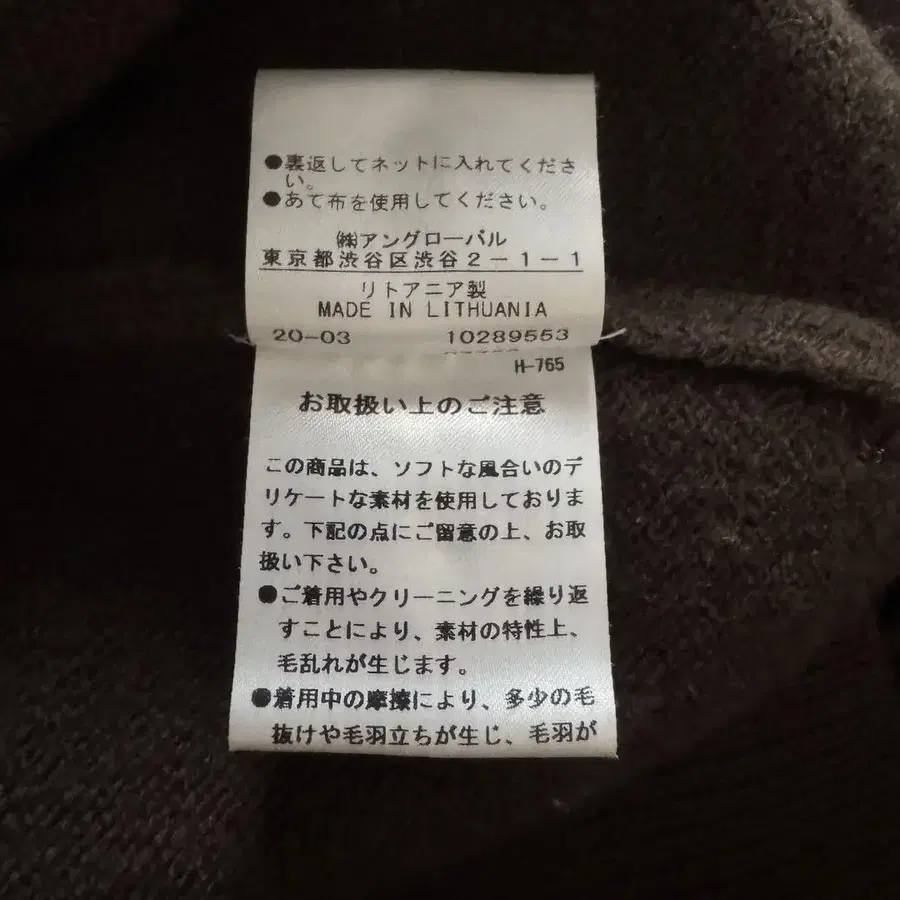 ●裏返してネットに入れてくださ
い。
●あて布を使用してください。
㈱アングローバル
東京都渋谷区渋谷2-1-1
リトアニア製
MADE IN LITHUANIA
20-03 10289553
H-765
お取扱い上のご注意
この商品は、ソフトな風合いのデ
リケートな素材を使用しておりま
す。下記の点にご留意の上、お取
扱い下さい。
●ご着用やクリーニングを繰り返
すことにより、素材の特性上、
毛乱れが生じます。
●着用中の摩擦により、多少の毛
抜けや毛羽立ちが生じ、毛羽が